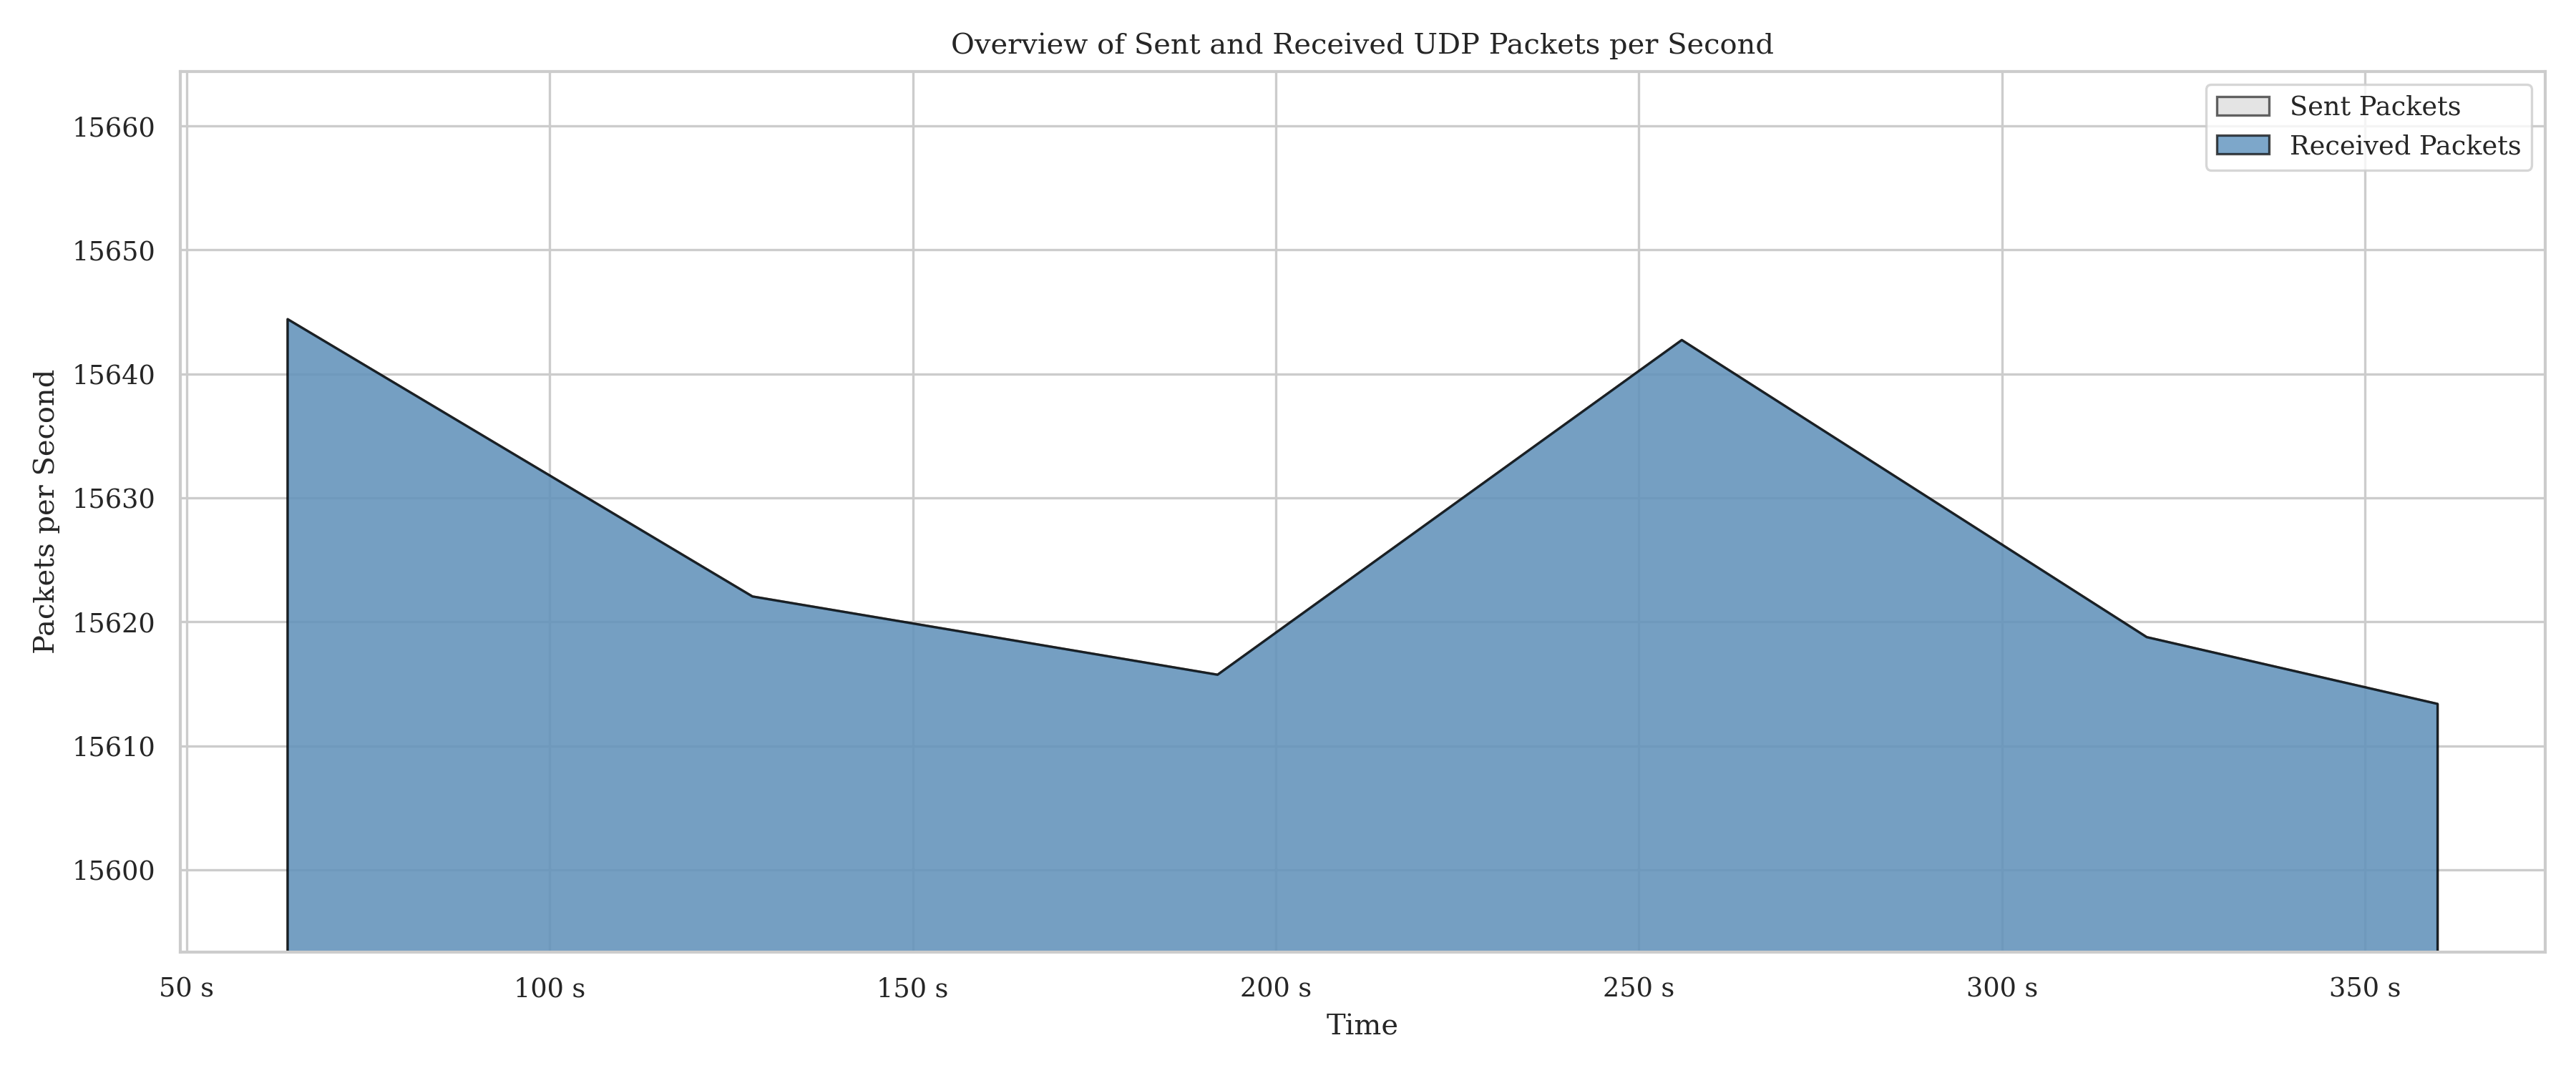 Overview of Sent and Received UDP Packets per Second
Sent Packets
Received Packets
Packets per Second
15660
15650
15640
15630
15620
15610
15600
50 s
100 s
150 s
200 s
250 s
300 s
350 s
Time